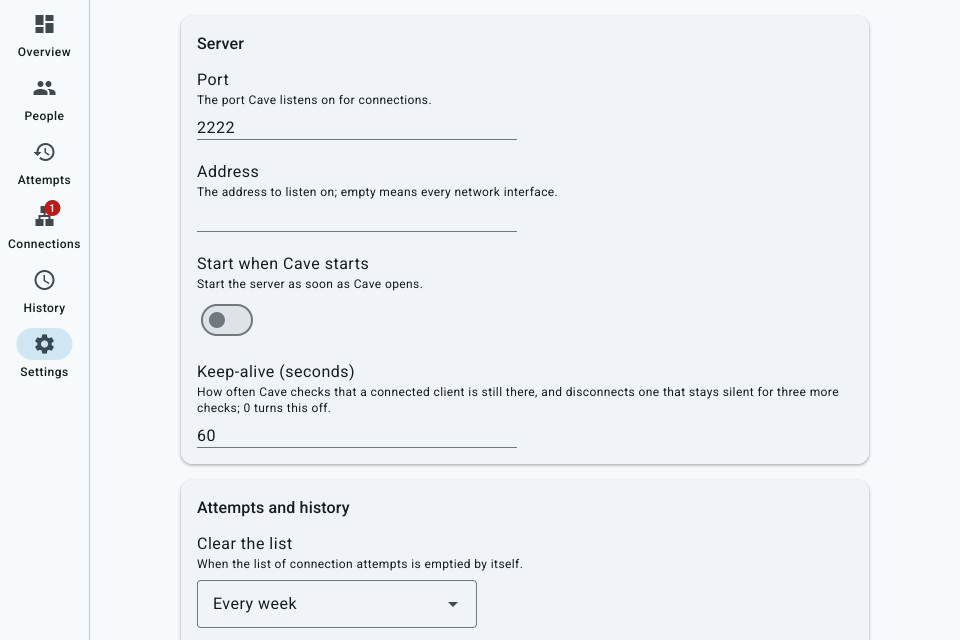 Overview
People
Attempts
1
Connections
History
Settings
Server
Port
The port Cave listens on for connections.
2222
Address
The address to listen on; empty means every network interface.
Start when Cave starts
Start the server as soon as Cave opens.
Keep-alive (seconds)
How often Cave checks that a connected client is still there, and disconnects one that stays silent for three more
checks; 0 turns this off.
60
Attempts and history
Clear the list
When the list of connection attempts is emptied by itself.
Every week